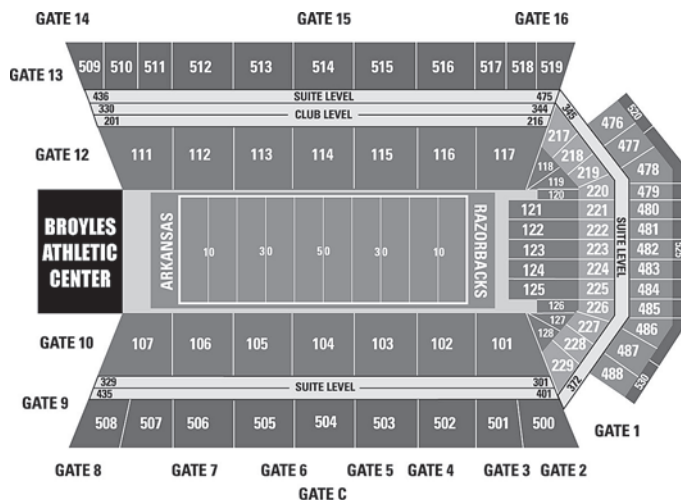 GATE 14
GATE 15
GATE 16
GATE 13
509 510 511 512 513 514 515 516 517 518 519
436 SUITE LEVEL 475
330 CLUB LEVEL 344
201 216
345
520
476
477
478
217
218
219
GATE 12
111 112 113 114 115 116 117
118
119
120
220
479
BROYLES
ATHLETIC
CENTER
ARKANSAS
10 30 50 30 10
RAZORBACKS
121 221 480
122 222 481
123 223 482
124 224 483
125 225 484
SUITE LEVEL
525
126 226 485
127 227 486
128 228 487
229 488
530
372
GATE 10
107 106 105 104 103 102 101
329 SUITE LEVEL 301
435 401
GATE 9
508 507 506 505 504 503 502 501 500
GATE 1
GATE 8 GATE 7 GATE 6 GATE 5 GATE 4 GATE 3 GATE 2
GATE C